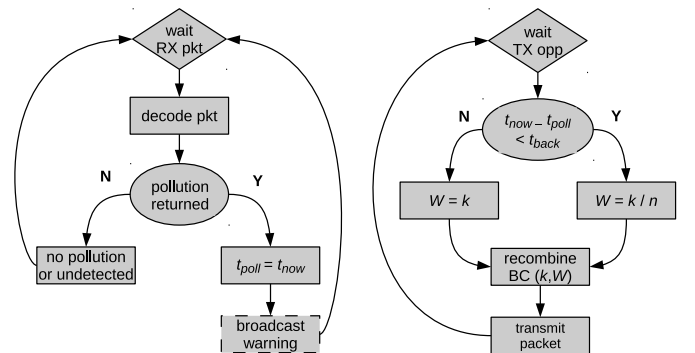 wait
RX pkt
decode pkt
N
pollution
returned
Y
no pollution
or undetected
t_poll = t_now
broadcast
warning
wait
TX opp
N
t_now – t_poll
< t_back
Y
W = k
W = k / n
recombine
BC (k,W)
transmit
packet